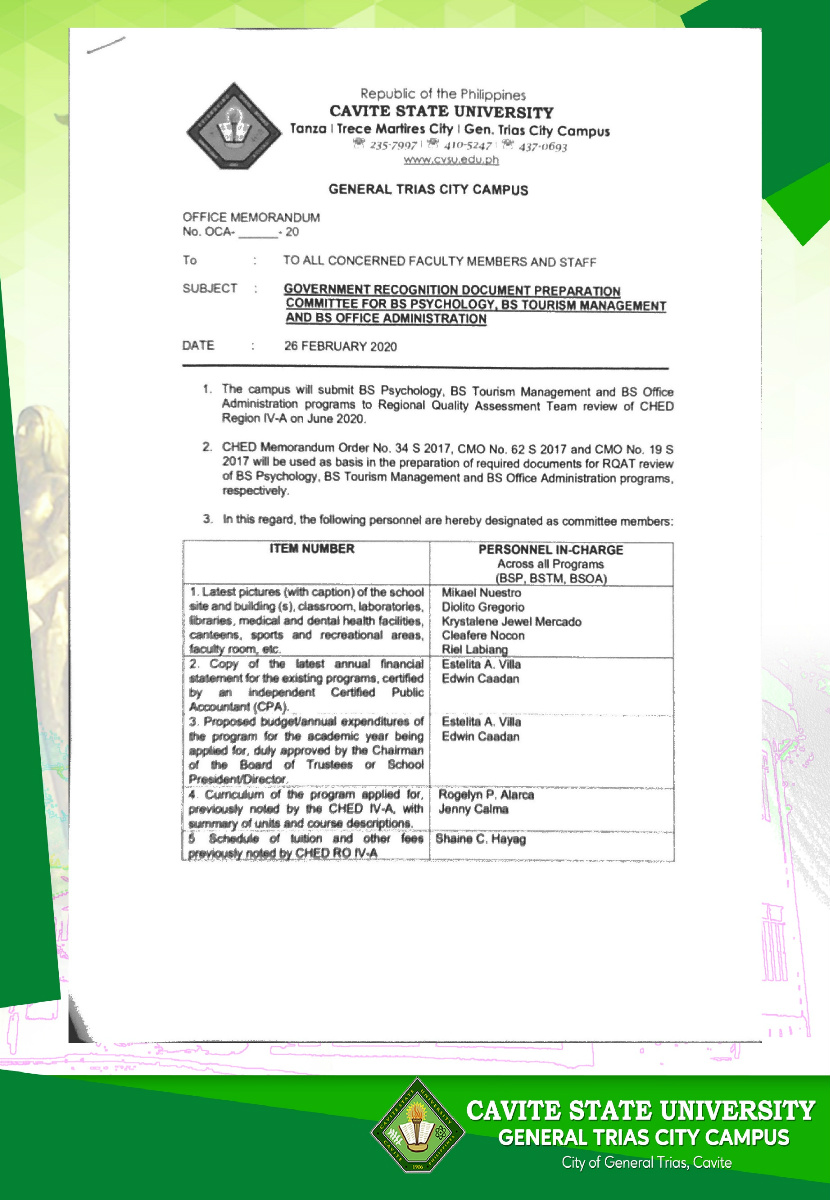 Republic of the Philippines
CAVITE STATE UNIVERSITY
Tanza | Trece Martires City | Gen. Trias City Campus
☏ 235-7997 | ☏ 410-5247 | ☏ 437-0693
www.cvsu.edu.ph
GENERAL TRIAS CITY CAMPUS
OFFICE MEMORANDUM
No. OCA- ______ - 20
To : TO ALL CONCERNED FACULTY MEMBERS AND STAFF
SUBJECT : GOVERNMENT RECOGNITION DOCUMENT PREPARATION
COMMITTEE FOR BS PSYCHOLOGY, BS TOURISM MANAGEMENT
AND BS OFFICE ADMINISTRATION
DATE : 26 FEBRUARY 2020
1. The campus will submit BS Psychology, BS Tourism Management and BS Office
Administration programs to Regional Quality Assessment Team review of CHED
Region IV-A on June 2020.
2. CHED Memorandum Order No. 34 S 2017, CMO No. 62 S 2017 and CMO No. 19 S
2017 will be used as basis in the preparation of required documents for RQAT review
of BS Psychology, BS Tourism Management and BS Office Administration programs,
respectively.
3. In this regard, the following personnel are hereby designated as committee members:
ITEM NUMBER
PERSONNEL IN-CHARGE
Across all Programs
(BSP, BSTM, BSOA)
1. Latest pictures (with caption) of the school
site and building (s), classroom, laboratories,
libraries, medical and dental health facilities,
canteens, sports and recreational areas,
faculty room, etc.
Mikael Nuestro
Diolito Gregorio
Krystalene Jewel Mercado
Cleafere Nocon
Riel Labiang
2. Copy of the latest annual financial
statement for the existing programs, certified
by an independent Certified Public
Accountant (CPA).
Estelita A. Villa
Edwin Caadan
3. Proposed budget/annual expenditures of
the program for the academic year being
applied for, duly approved by the Chairman
of the Board of Trustees or School
President/Director.
Estelita A. Villa
Edwin Caadan
4. Curriculum of the program applied for,
previously noted by the CHED IV-A, with
summary of units and course descriptions.
Rogelyn P. Alarca
Jenny Calma
5 Schedule of tuition and other fees
previously noted by CHED RO IV-A
Shaine C. Hayag
CAVITE STATE UNIVERSITY
GENERAL TRIAS CITY CAMPUS
City of General Trias, Cavite
1906